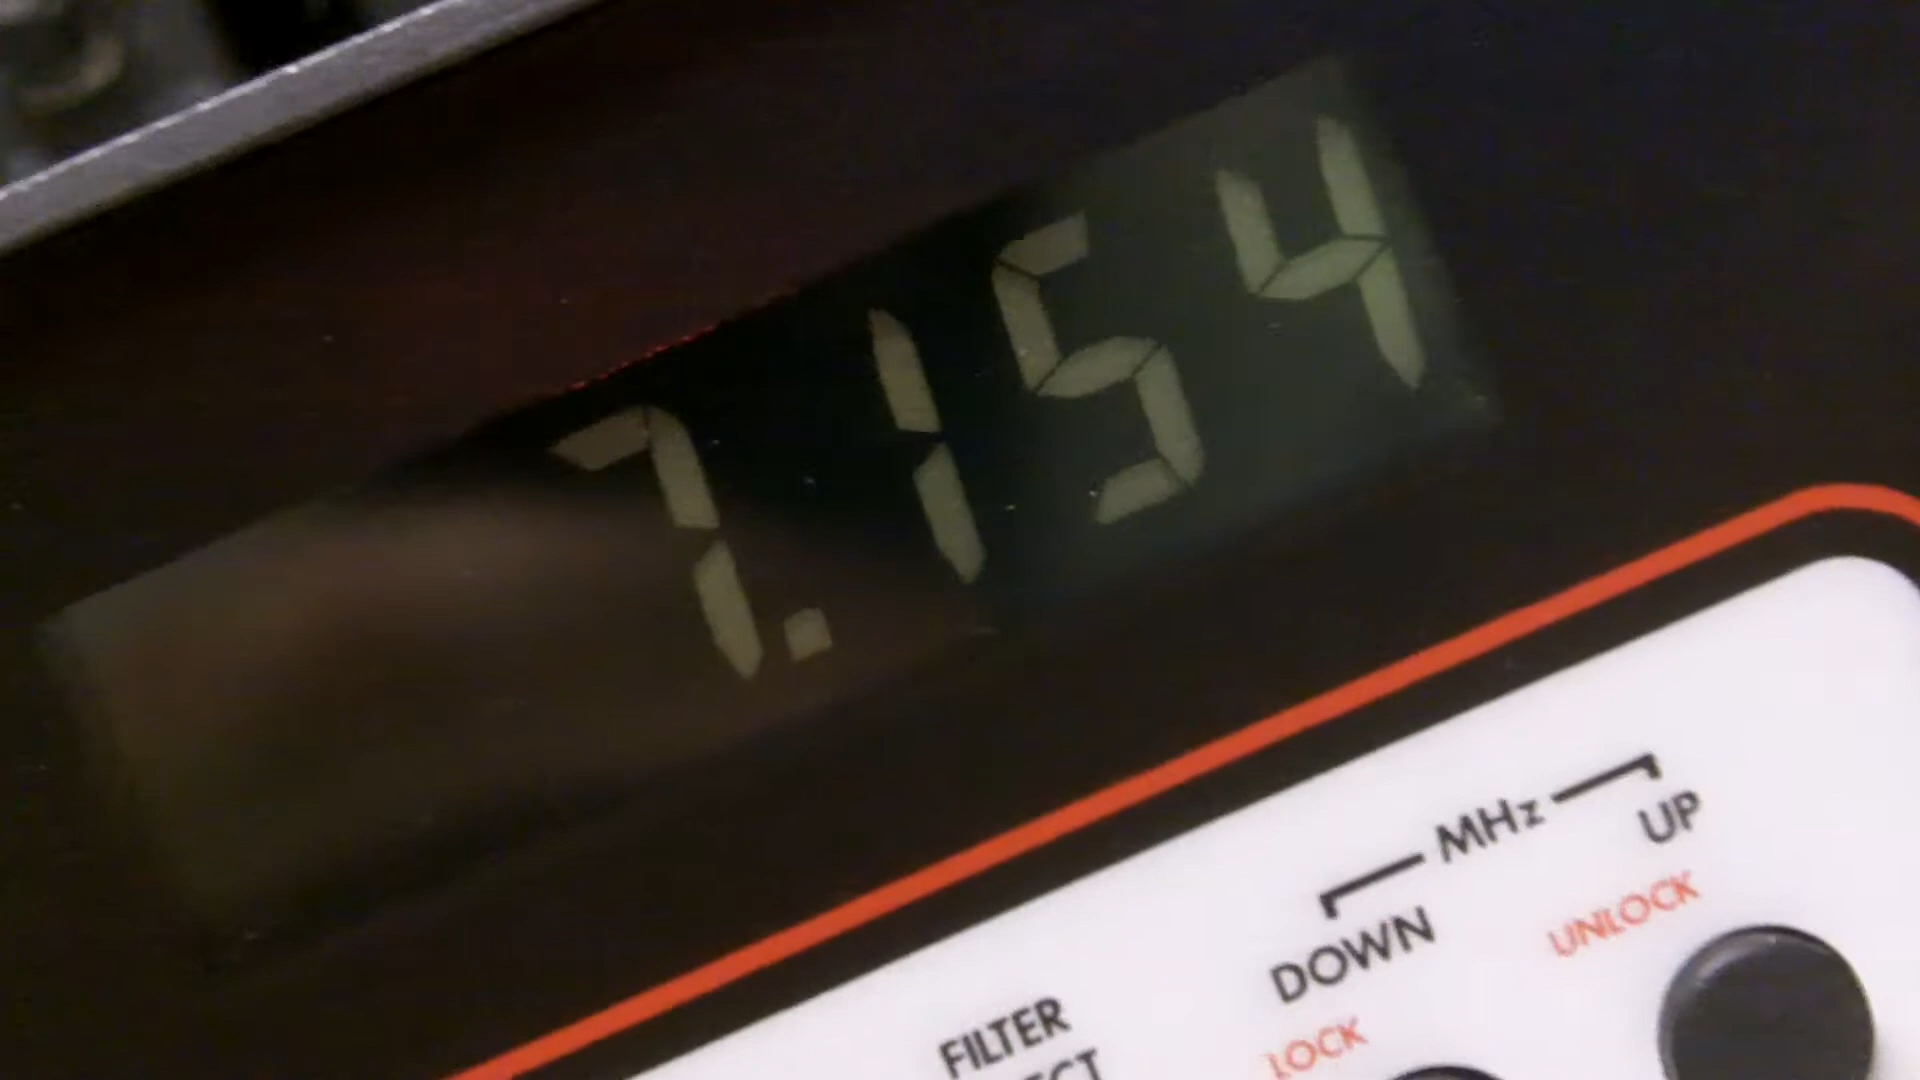 7.154
MHz
DOWN UP
LOCK UNLOCK
FILTER